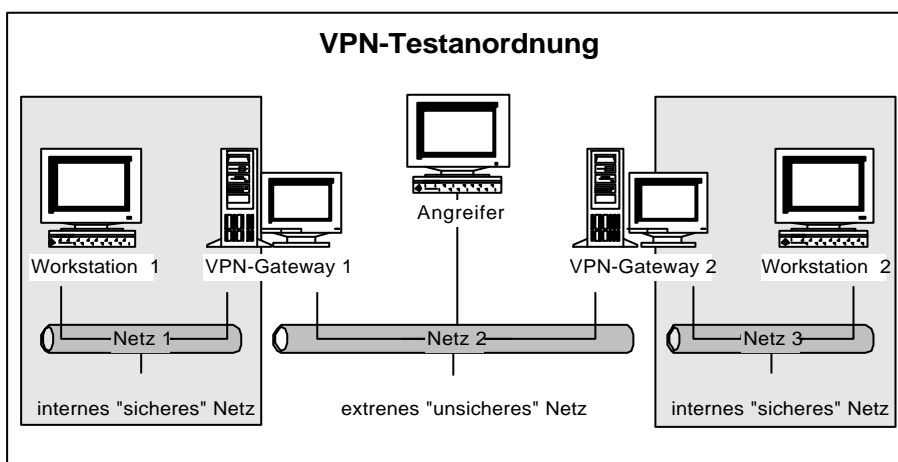 VPN-Testanordnung
Angreifer
Workstation 1
VPN-Gateway 1
VPN-Gateway 2
Workstation 2
Netz 1
Netz 2
Netz 3
internes "sicheres" Netz
extrenes "unsicheres" Netz
internes "sicheres" Netz